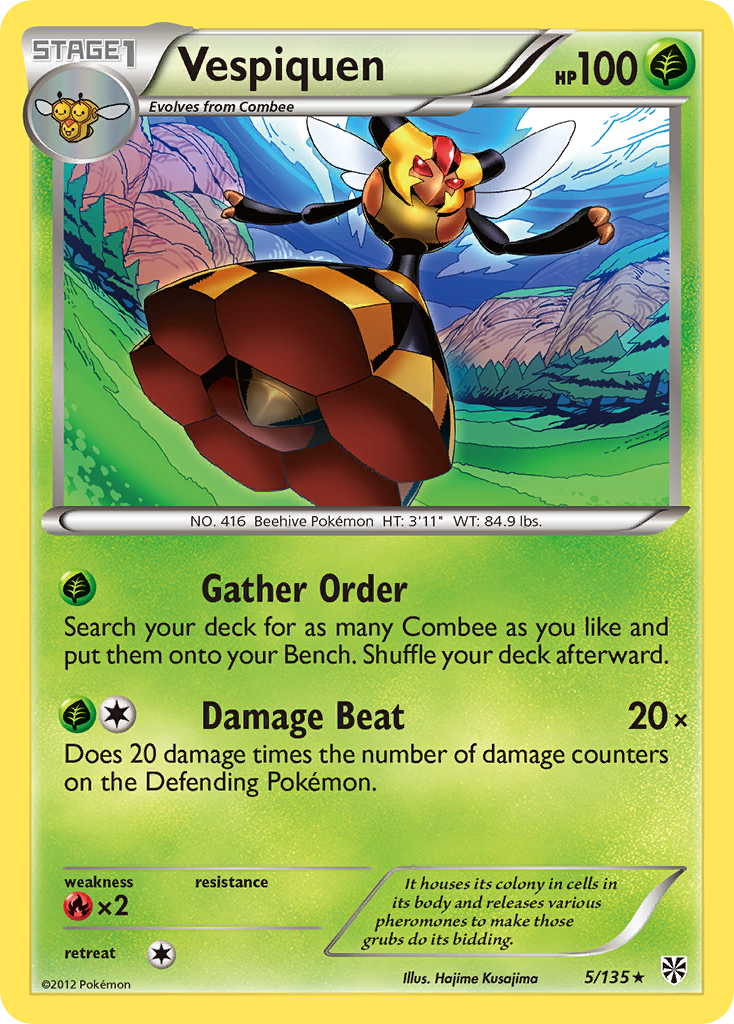 STAGE1
Vespiquen
HP100
Evolves from Combee
NO. 416 Beehive Pokémon HT: 3'11" WT: 84.9 lbs.
Gather Order
Search your deck for as many Combee as you like and
put them onto your Bench. Shuffle your deck afterward.
Damage Beat 20×
Does 20 damage times the number of damage counters
on the Defending Pokémon.
weakness resistance
×2
retreat
It houses its colony in cells in
its body and releases various
pheromones to make those
grubs do its bidding.
©2012 Pokémon
Illus. Hajime Kusajima
5/135★